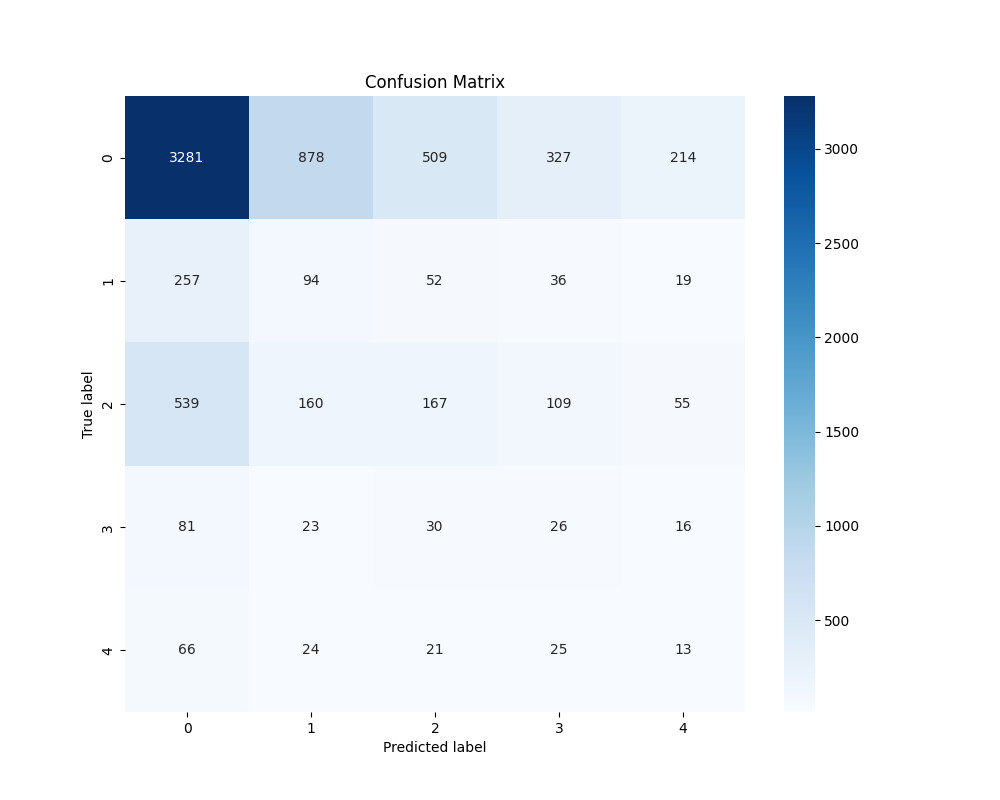 Confusion Matrix
0 3281 878 509 327 214
1 257 94 52 36 19
2 539 160 167 109 55
3 81 23 30 26 16
4 66 24 21 25 13
0 1 2 3 4
Predicted label
True label
3000
2500
2000
1500
1000
500